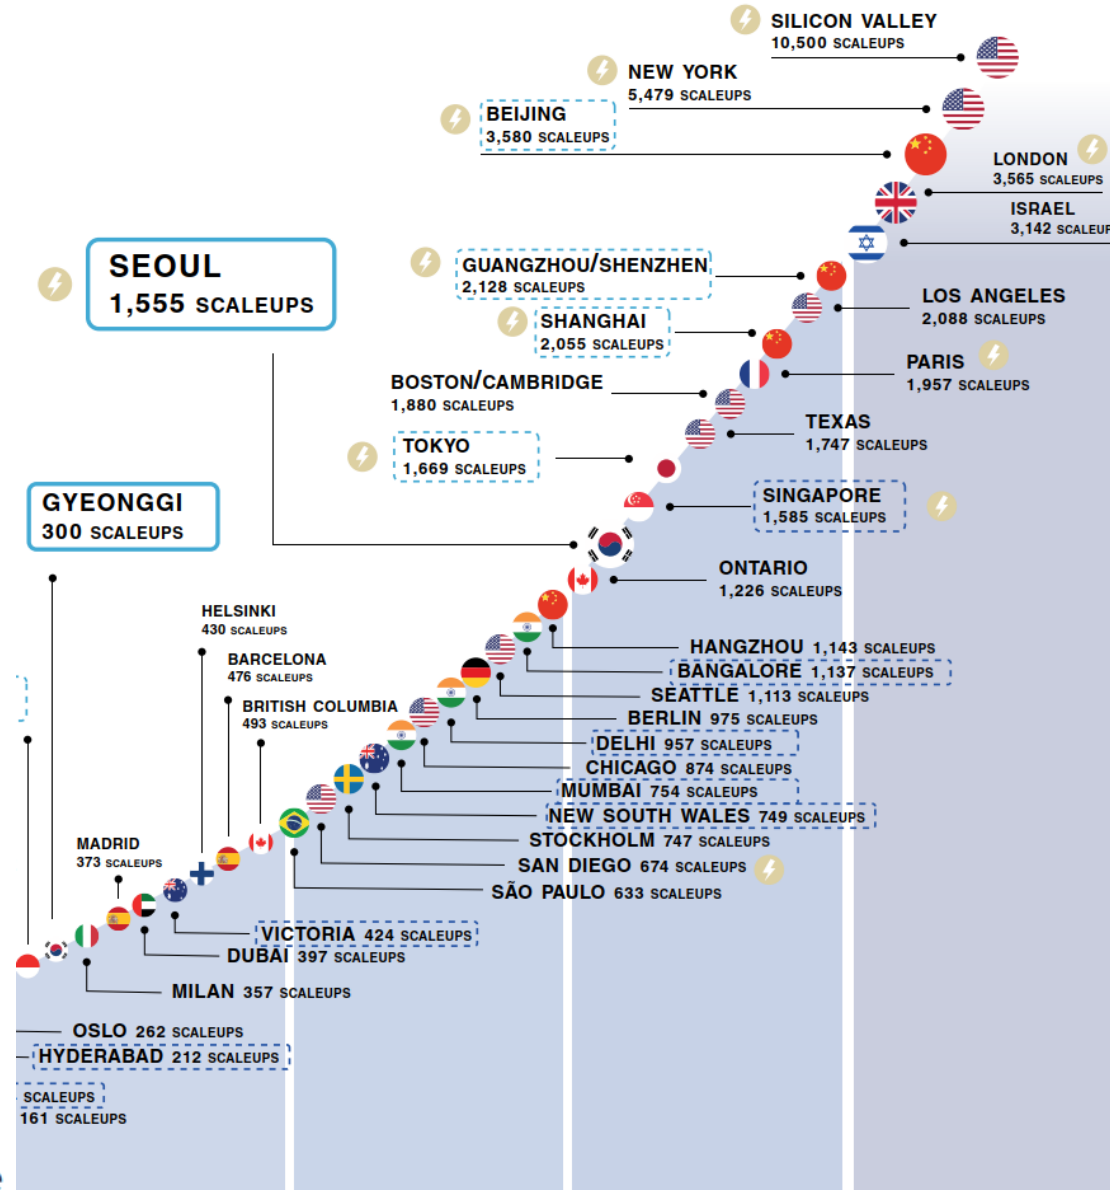 SILICON VALLEY
10,500 SCALEUPS
NEW YORK
5,479 SCALEUPS
BEIJING
3,580 SCALEUPS
LONDON
3,565 SCALEUPS
ISRAEL
3,142 SCALEUP
SEOUL
1,555 SCALEUPS
GUANGZHOU/SHENZHEN
2,128 SCALEUPS
LOS ANGELES
2,088 SCALEUPS
SHANGHAI
2,055 SCALEUPS
PARIS
1,957 SCALEUPS
BOSTON/CAMBRIDGE
1,880 SCALEUPS
TEXAS
1,747 SCALEUPS
TOKYO
1,669 SCALEUPS
SINGAPORE
1,585 SCALEUPS
GYEONGGI
300 SCALEUPS
ONTARIO
1,226 SCALEUPS
HELSINKI
430 SCALEUPS
HANGZHOU 1,143 SCALEUPS
BARCELONA
476 SCALEUPS
BANGALORE 1,137 SCALEUPS
SEATTLE 1,113 SCALEUPS
BRITISH COLUMBIA
493 SCALEUPS
BERLIN 975 SCALEUPS
DELHI 957 SCALEUPS
CHICAGO 874 SCALEUPS
MUMBAI 754 SCALEUPS
NEW SOUTH WALES 749 SCALEUPS
STOCKHOLM 747 SCALEUPS
MADRID
373 SCALEUPS
SAN DIEGO 674 SCALEUPS
SÃO PAULO 633 SCALEUPS
VICTORIA 424 SCALEUPS
DUBAI 397 SCALEUPS
MILAN 357 SCALEUPS
OSLO 262 SCALEUPS
HYDERABAD 212 SCALEUPS
SCALEUPS
161 SCALEUPS